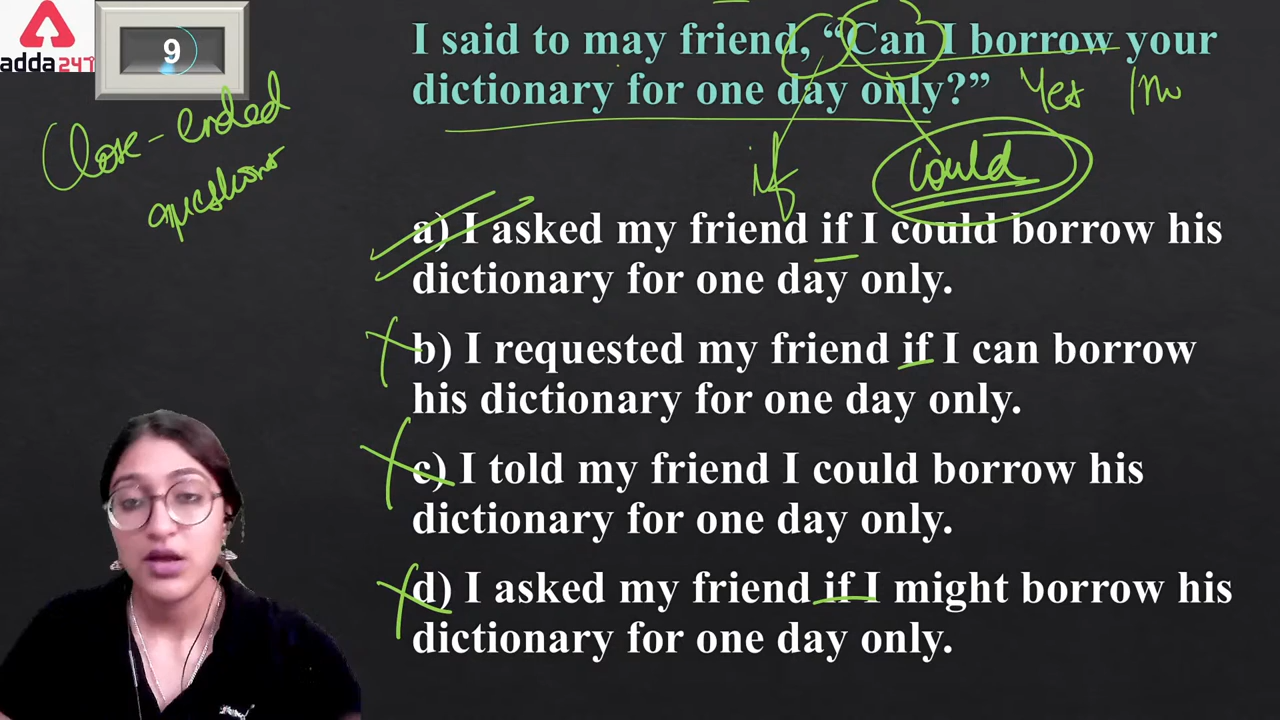 adda247
9
I said to may friend, “Can I borrow your
dictionary for one day only?”
Yes / No
Close-ended
questions
if
could
a) I asked my friend if I could borrow his
dictionary for one day only.
b) I requested my friend if I can borrow
his dictionary for one day only.
c) I told my friend I could borrow his
dictionary for one day only.
d) I asked my friend if I might borrow his
dictionary for one day only.